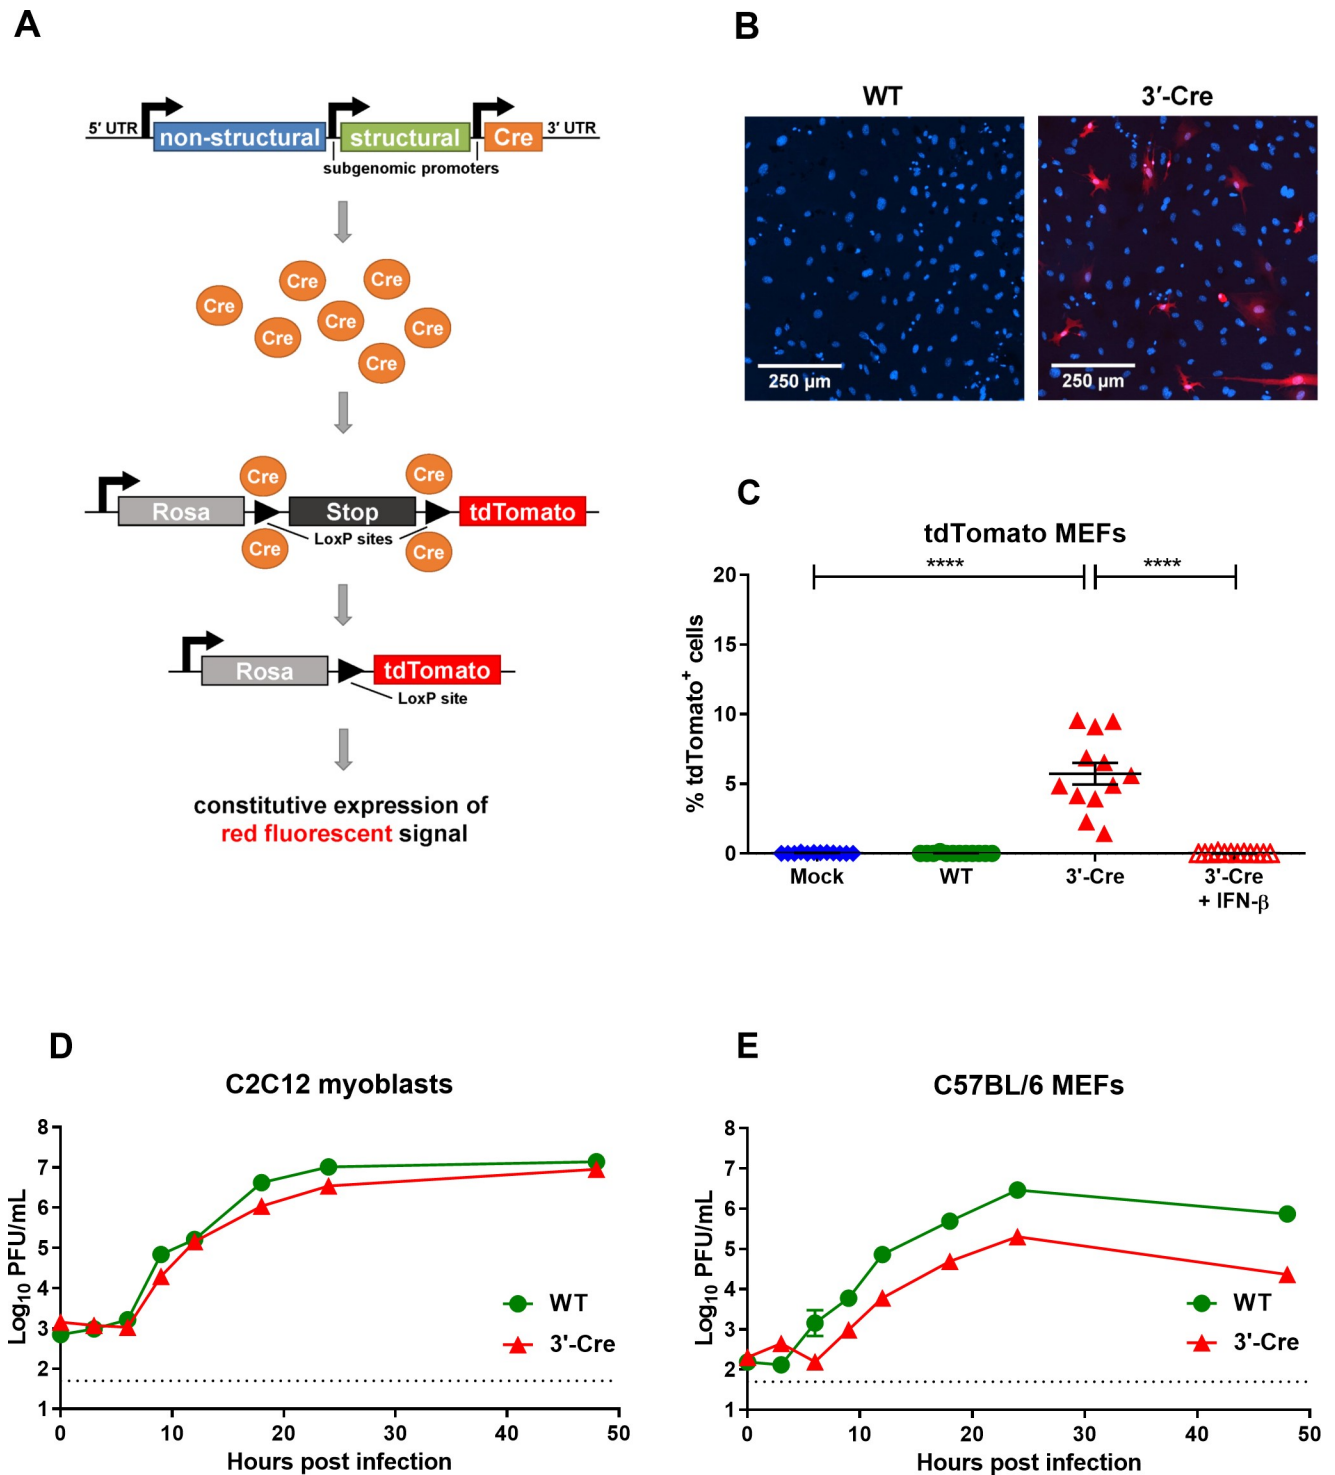 A
5′ UTR
non-structural
structural
Cre
3′ UTR
subgenomic promoters
Cre
Cre
Cre
Cre
Cre
Cre
Cre
Cre
Cre
Rosa
Stop
tdTomato
LoxP sites
Cre
Cre
Rosa
tdTomato
LoxP site
constitutive expression of
red fluorescent signal
B
WT
3′-Cre
250 µm
250 µm
C
tdTomato MEFs
****
****
% tdTomato⁺ cells
20
15
10
5
0
Mock
WT
3'-Cre
3'-Cre
+ IFN-β
D
C2C12 myoblasts
Log₁₀ PFU/mL
8
7
6
5
4
3
2
1
WT
3'-Cre
0
10
20
30
40
50
Hours post infection
E
C57BL/6 MEFs
Log₁₀ PFU/mL
8
7
6
5
4
3
2
1
WT
3'-Cre
0
10
20
30
40
50
Hours post infection